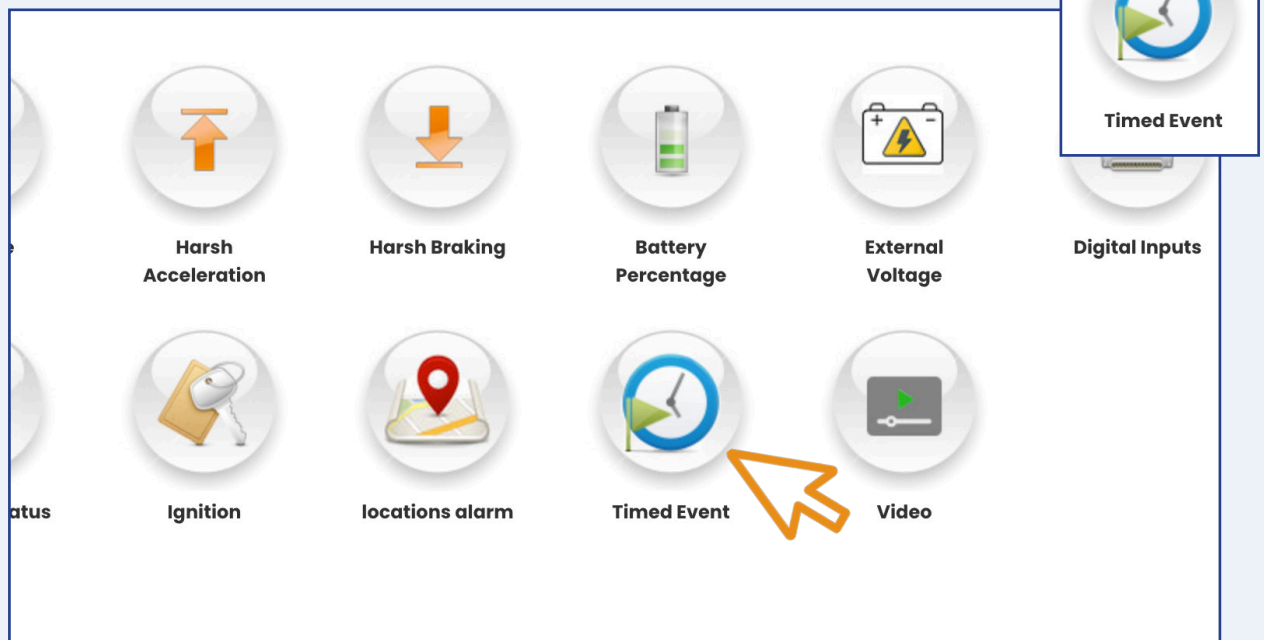 Timed Event
Harsh
Acceleration
Harsh Braking
Battery
Percentage
External
Voltage
Digital Inputs
Ignition
locations alarm
Timed Event
Video